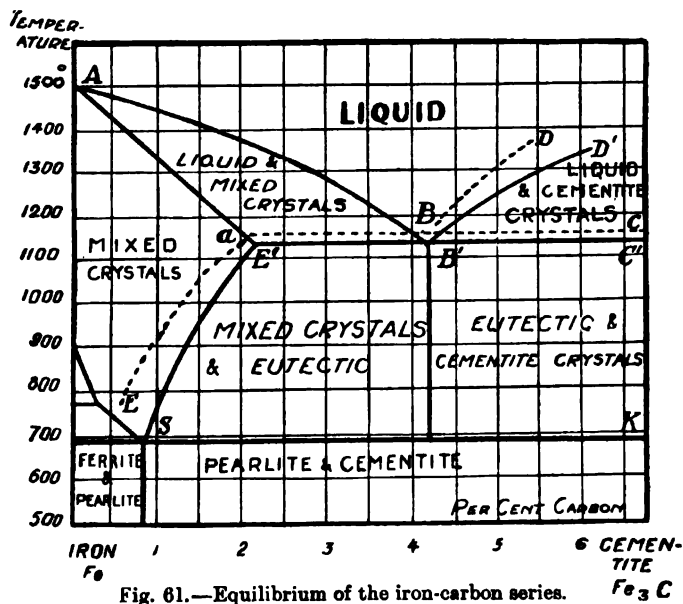 TEMPER-
ATURE
1500°
1400
1300
1200
1100
1000
900
800
700
600
500
A
LIQUID
D
D'
LIQUID &
MIXED
CRYSTALS
LIQUID
& CEMENTITE
CRYSTALS
B
C
a
E'
B'
C'
MIXED
CRYSTALS
MIXED CRYSTALS
& EUTECTIC
EUTECTIC &
CEMENTITE CRYSTALS
E
S
K
FERRITE
&
PEARLITE
PEARLITE & CEMENTITE
PER CENT CARBON
IRON
Fe
1 2 3 4 5 6
CEMEN-
TITE
Fe3C
Fig. 61.—Equilibrium of the iron-carbon series.